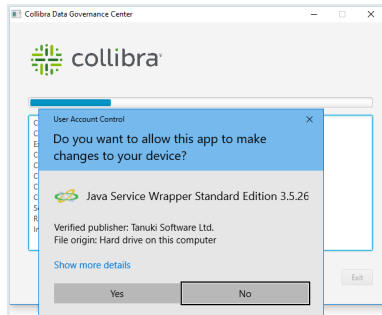 Collibra Data Governance Center
collibra
User Account Control
Do you want to allow this app to make
changes to your device?
Java Service Wrapper Standard Edition 3.5.26
Verified publisher: Tanuki Software Ltd.
File origin: Hard drive on this computer
Show more details
Yes
No
Exit